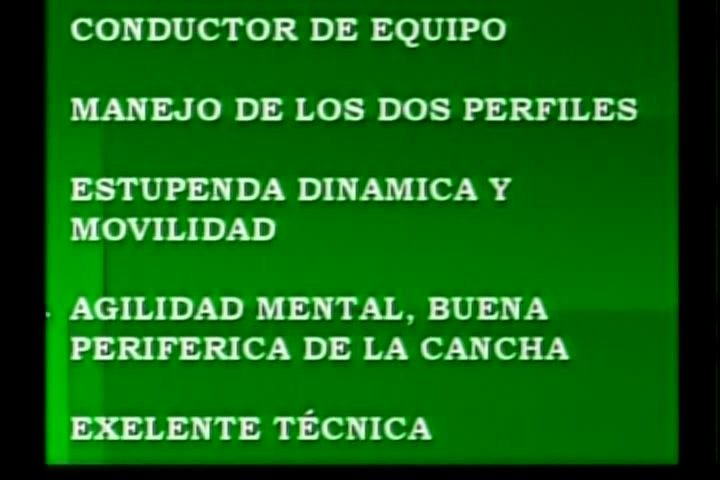 CONDUCTOR DE EQUIPO
MANEJO DE LOS DOS PERFILES
ESTUPENDA DINAMICA Y
MOVILIDAD
AGILIDAD MENTAL, BUENA
PERIFERICA DE LA CANCHA
EXELENTE TÉCNICA